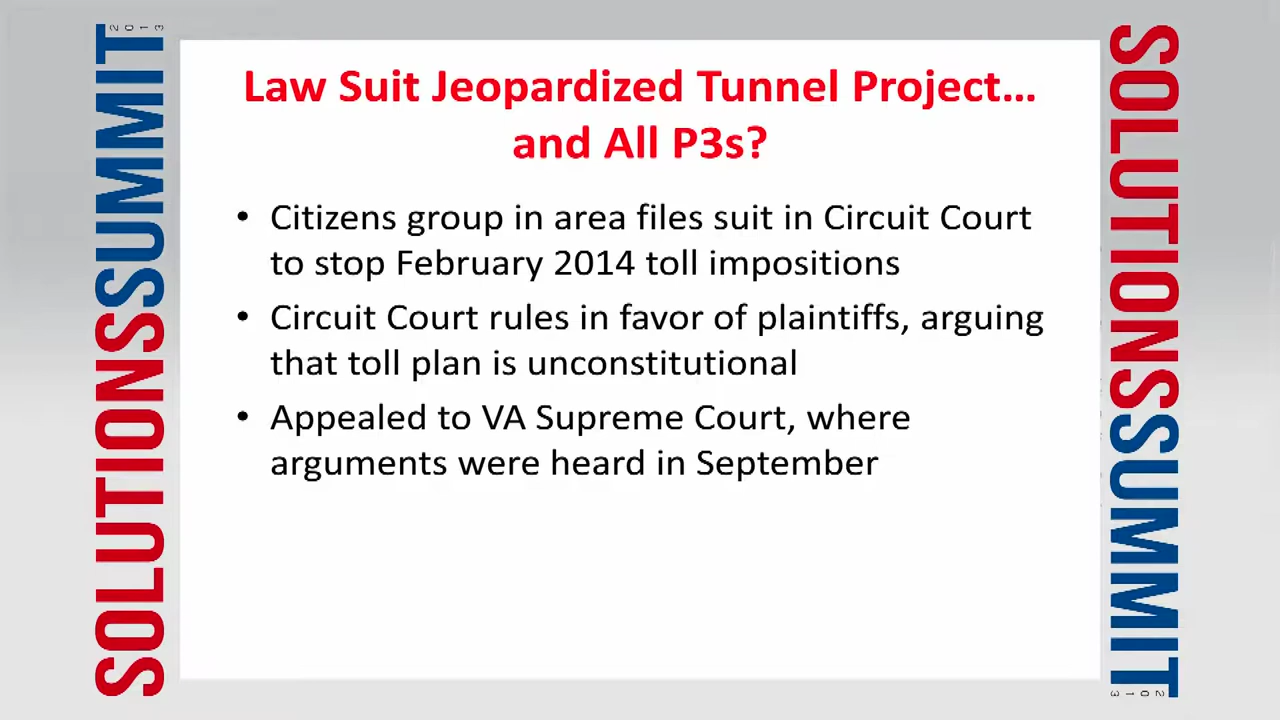 SOLUTIONSSUMMIT
2013
Law Suit Jeopardized Tunnel Project…
and All P3s?
• Citizens group in area files suit in Circuit Court
to stop February 2014 toll impositions
• Circuit Court rules in favor of plaintiffs, arguing
that toll plan is unconstitutional
• Appealed to VA Supreme Court, where
arguments were heard in September
SOLUTIONSSUMMIT
2013